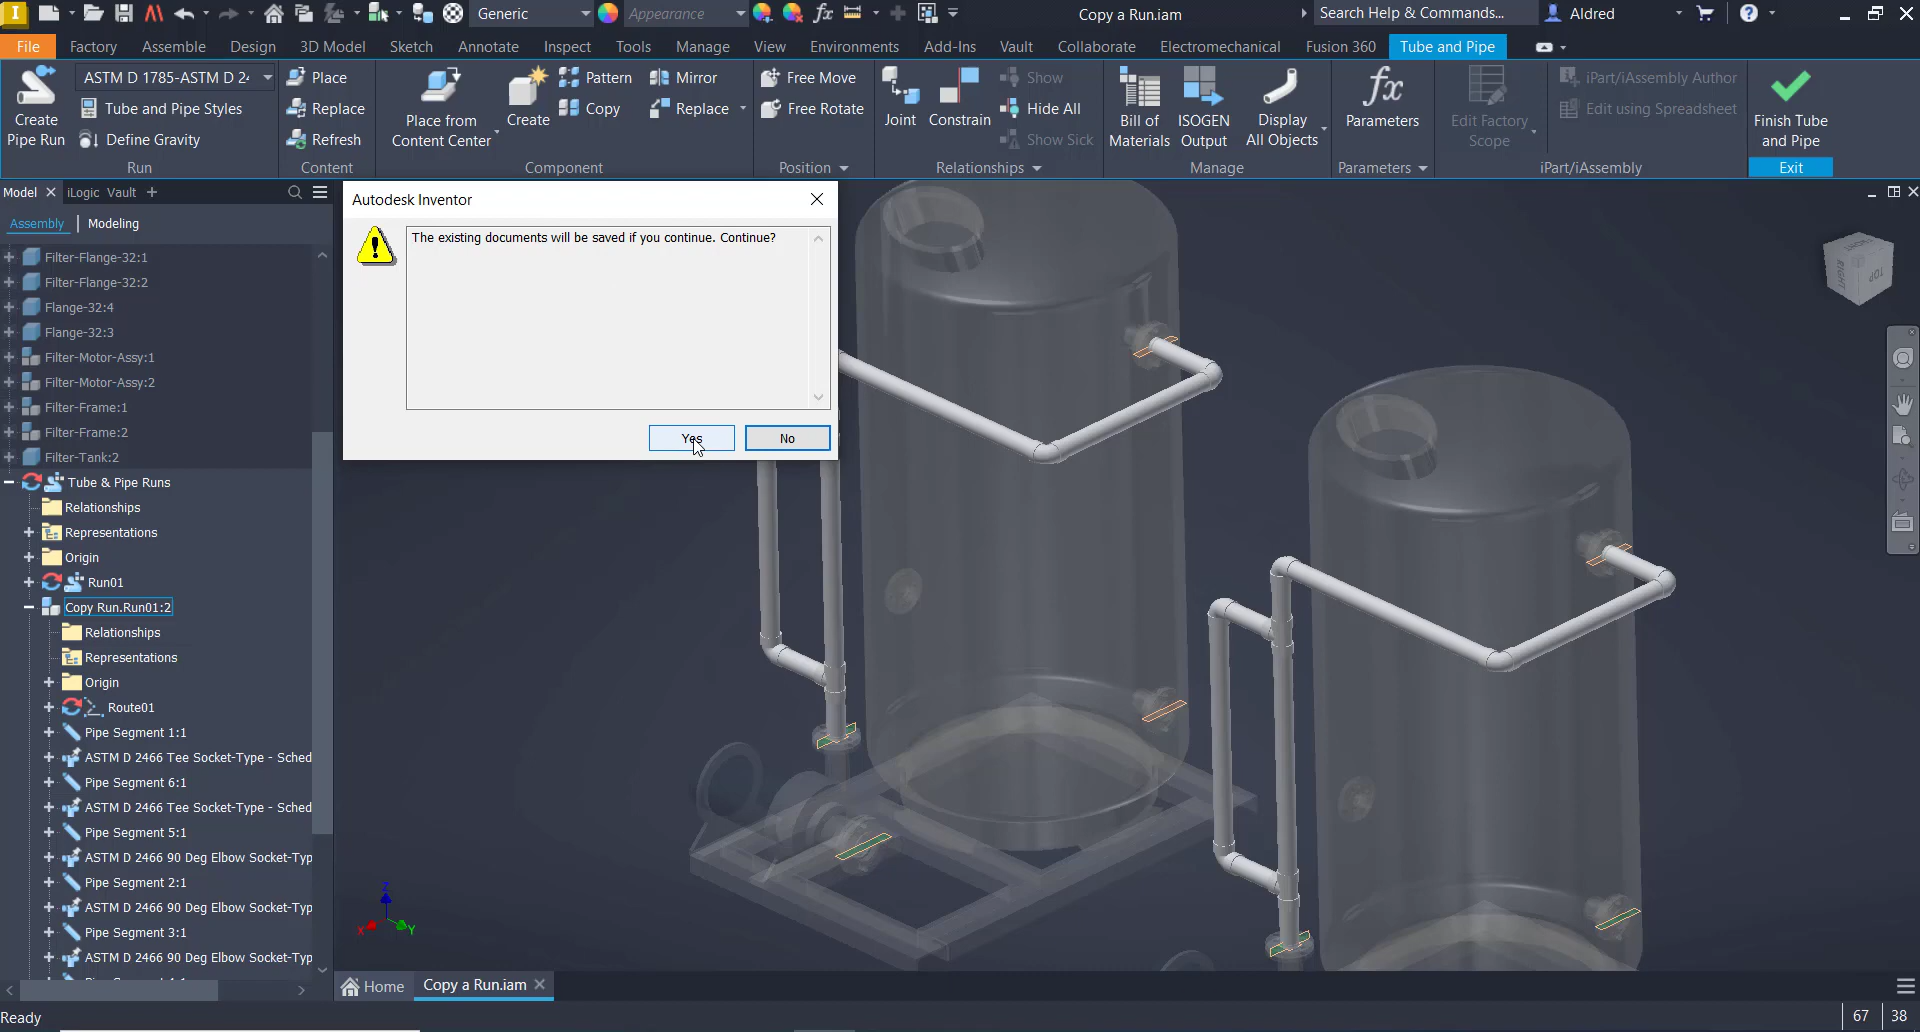 Generic
Appearance
fx
Copy a Run.iam
Search Help & Commands...
Aldred
File
Factory
Assemble
Design
3D Model
Sketch
Annotate
Inspect
Tools
Manage
View
Environments
Add-Ins
Vault
Collaborate
Electromechanical
Fusion 360
Tube and Pipe
Create
Pipe Run
ASTM D 1785-ASTM D 24
Tube and Pipe Styles
Define Gravity
Run
Place
Replace
Refresh
Content
Place from
Content Center
Create
Pattern
Copy
Mirror
Replace
Component
Free Move
Free Rotate
Position
Joint
Constrain
Show
Hide All
Show Sick
Relationships
Bill of
Materials
ISOGEN
Output
Display
All Objects
Manage
fx
Parameters
Parameters
Edit Factory
Scope
iPart/iAssembly Author
Edit using Spreadsheet
iPart/iAssembly
Finish Tube
and Pipe
Exit
Model
iLogic
Vault
Assembly
Modeling
Filter-Flange-32:1
Filter-Flange-32:2
Flange-32:4
Flange-32:3
Filter-Motor-Assy:1
Filter-Motor-Assy:2
Filter-Frame:1
Filter-Frame:2
Filter-Tank:2
Tube & Pipe Runs
Relationships
Representations
Origin
Run01
Copy Run.Run01:2
Relationships
Representations
Origin
Route01
Pipe Segment 1:1
ASTM D 2466 Tee Socket-Type - Sched
Pipe Segment 6:1
ASTM D 2466 Tee Socket-Type - Sched
Pipe Segment 5:1
ASTM D 2466 90 Deg Elbow Socket-Typ
Pipe Segment 2:1
ASTM D 2466 90 Deg Elbow Socket-Typ
Pipe Segment 3:1
ASTM D 2466 90 Deg Elbow Socket-Typ
Autodesk Inventor
The existing documents will be saved if you continue. Continue?
Yes
No
RIGHT
TOP
Z
X
Y
Home
Copy a Run.iam
Ready
67
38